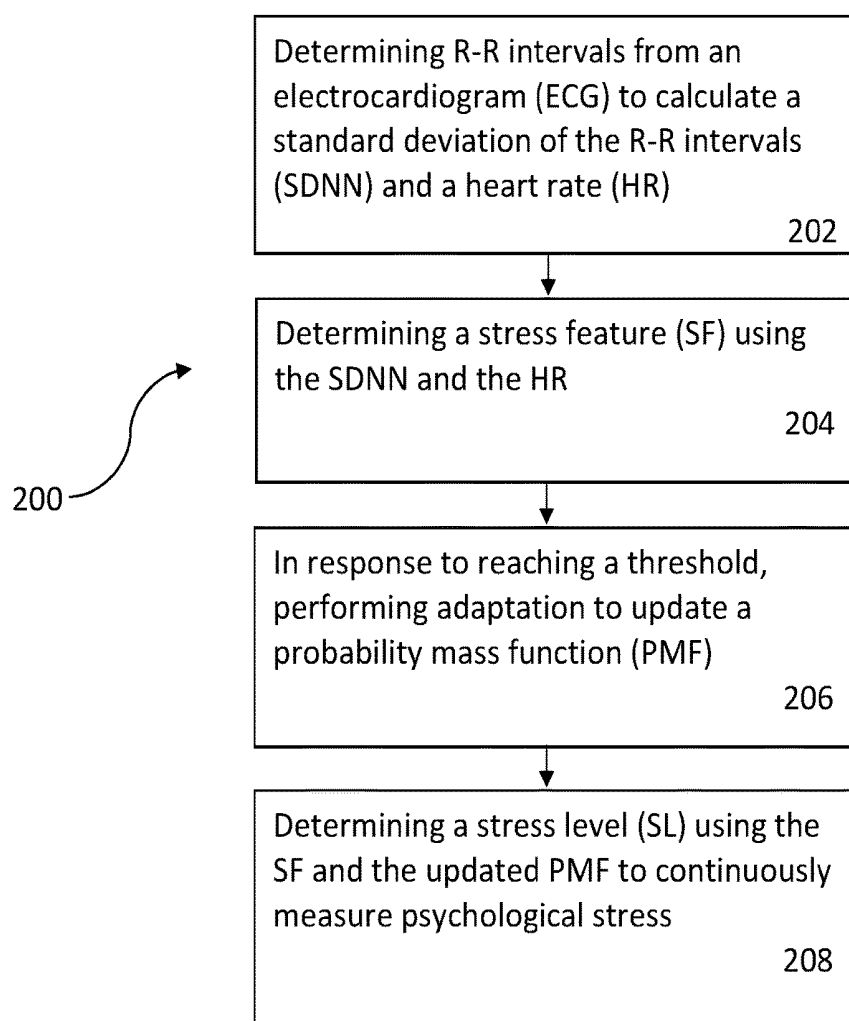 Determining R-R intervals from an
electrocardiogram (ECG) to calculate a
standard deviation of the R-R intervals
(SDNN) and a heart rate (HR)
202
Determining a stress feature (SF) using
the SDNN and the HR
204
200
In response to reaching a threshold,
performing adaptation to update a
probability mass function (PMF)
206
Determining a stress level (SL) using the
SF and the updated PMF to continuously
measure psychological stress
208